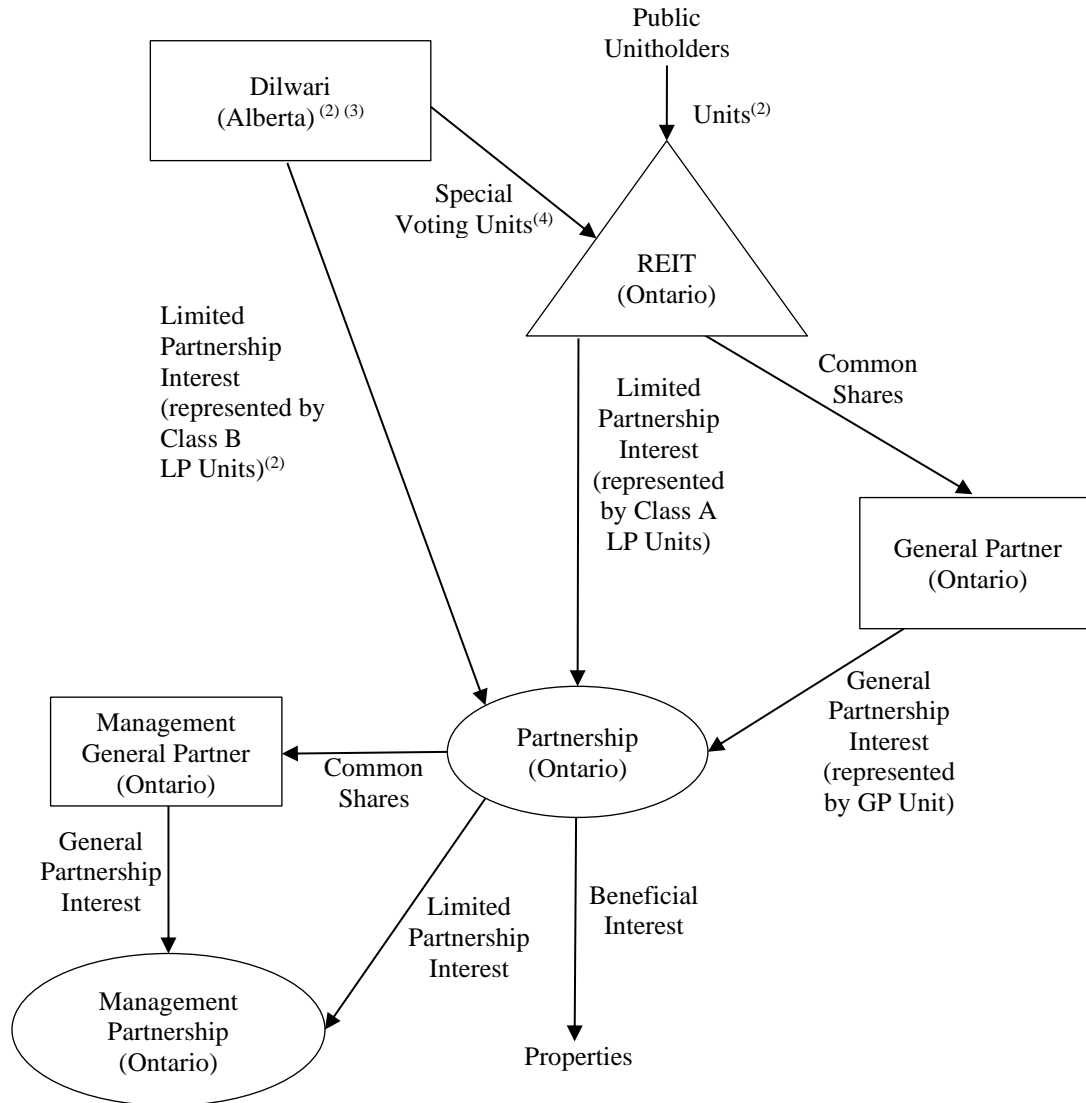 Public
Unitholders
Dilwari
(Alberta) (2) (3)
Units(2)
Special
Voting Units(4)
REIT
(Ontario)
Limited
Partnership
Interest
(represented by
Class B
LP Units)(2)
Limited
Partnership
Interest
(represented
by Class A
LP Units)
Common
Shares
General Partner
(Ontario)
General
Partnership
Interest
(represented
by GP Unit)
Management
General Partner
(Ontario)
Common
Shares
Partnership
(Ontario)
General
Partnership
Interest
Limited
Partnership
Interest
Beneficial
Interest
Management
Partnership
(Ontario)
Properties